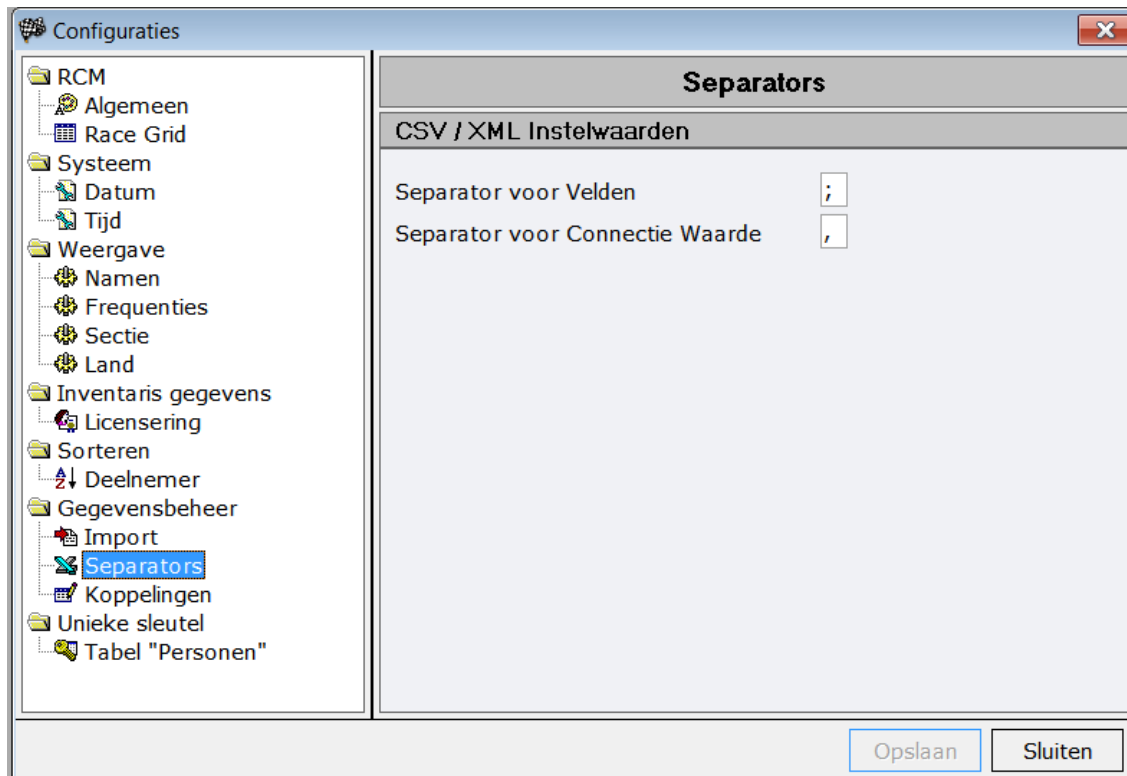 Configuraties
RCM
Algemeen
Race Grid
Systeem
Datum
Tijd
Weergave
Namen
Frequenties
Sectie
Land
Inventaris gegevens
Licensering
Sorteren
Deelnemer
Gegevensbeheer
Import
Separators
Koppelingen
Unieke sleutel
Tabel "Personen"
Separators
CSV / XML Instelwaarden
Separator voor Velden ;
Separator voor Connectie Waarde ,
Opslaan Sluiten